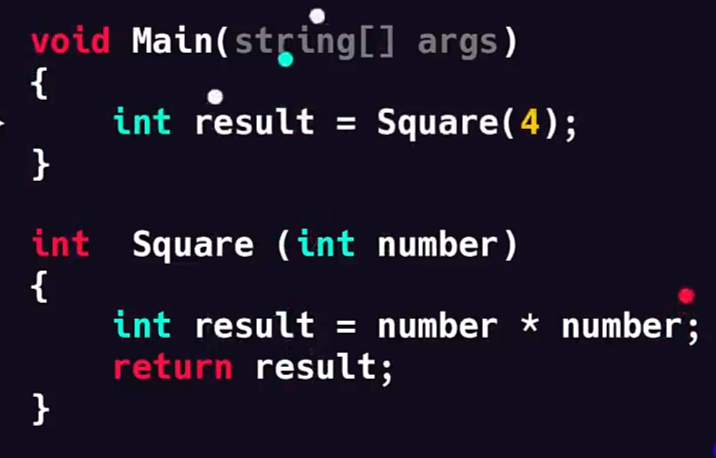 void Main(string[] args)
{
    int result = Square(4);
}
int  Square (int number)
{
    int result = number * number;
    return result;
}